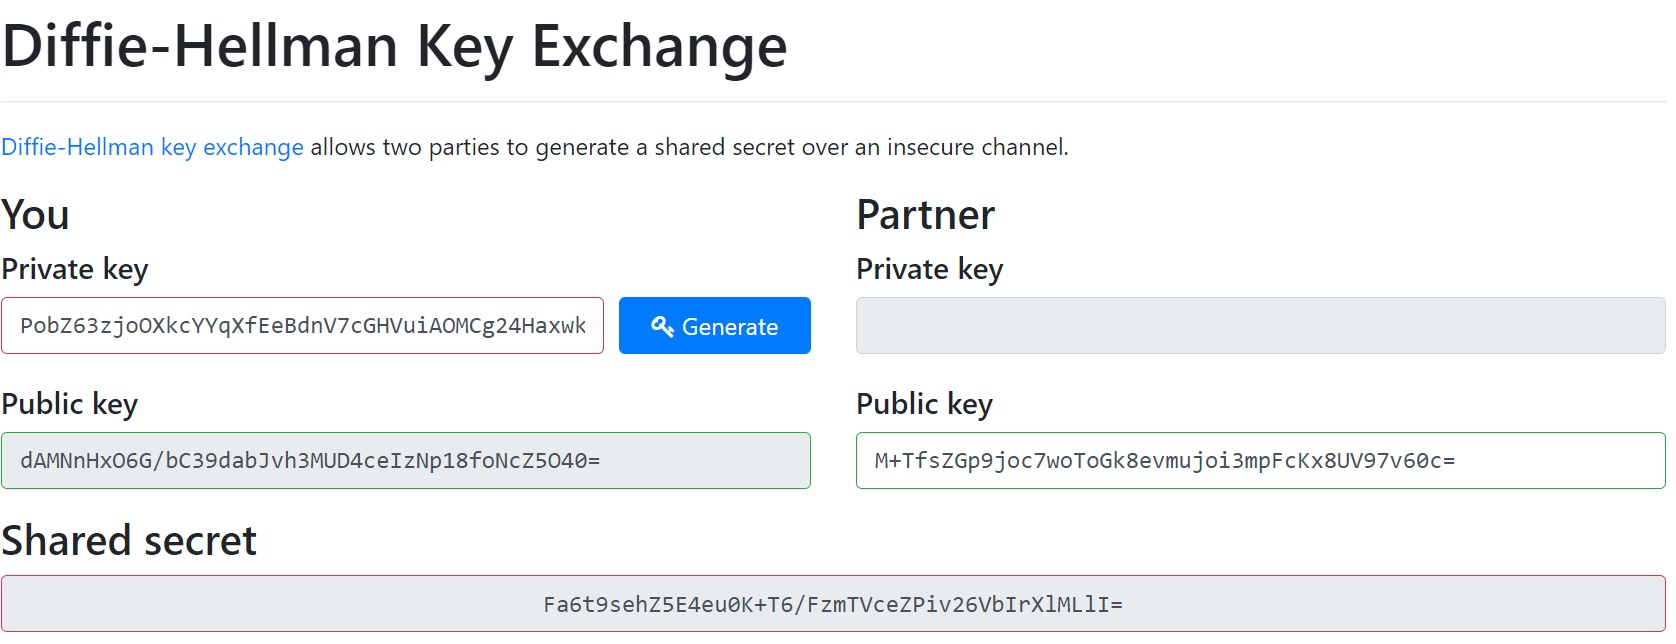 Diffie-Hellman Key Exchange
Diffie-Hellman key exchange allows two parties to generate a shared secret over an insecure channel.
You
Partner
Private key
Private key
PobZ63zjoOXkcYYqXfEeBdnV7cGHVuiAOMCg24Haxwk
Generate
Public key
Public key
dAMNnHxO6G/bC39dabJvh3MUD4ceIzNp18foNcZ5O40=
M+TfsZGp9joc7woToGk8evmujoi3mpFcKx8UV97v60c=
Shared secret
Fa6t9sehZ5E4eu0K+T6/FzmTVceZPiv26VbIrXlMLlI=